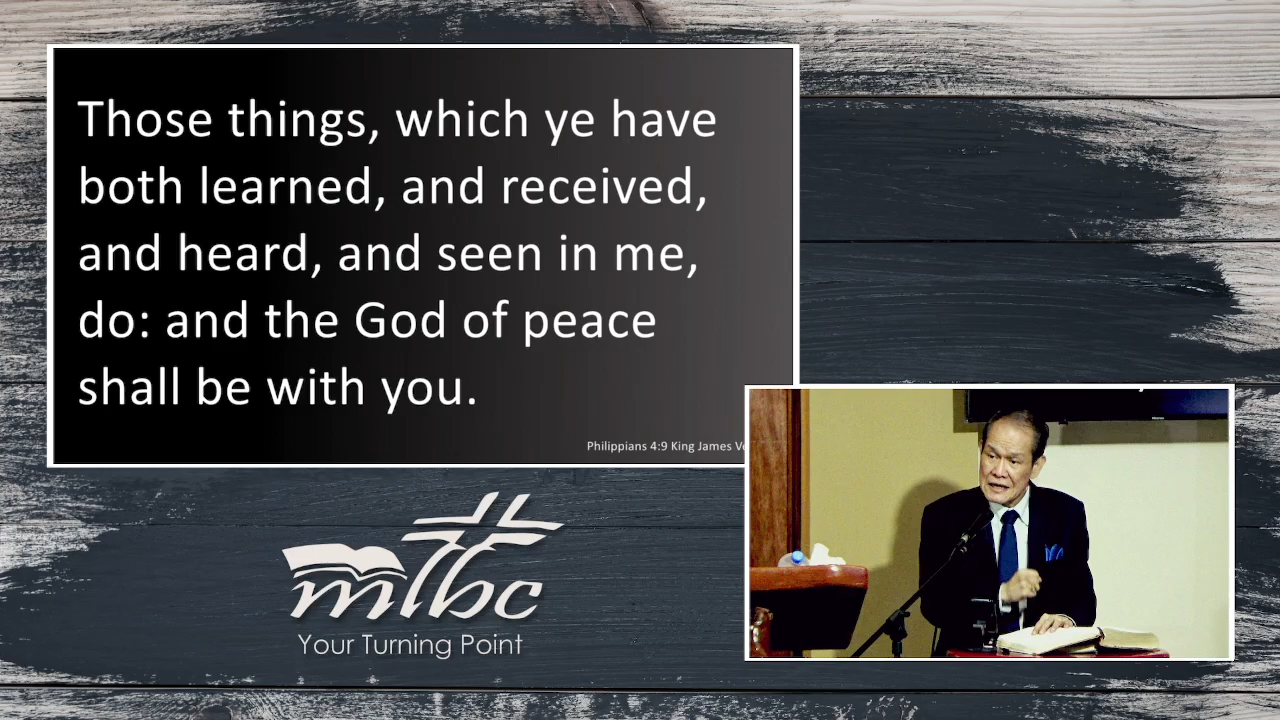 Those things, which ye have
both learned, and received,
and heard, and seen in me,
do: and the God of peace
shall be with you.
Philippians 4:9 King James
mlbc
Your Turning Point